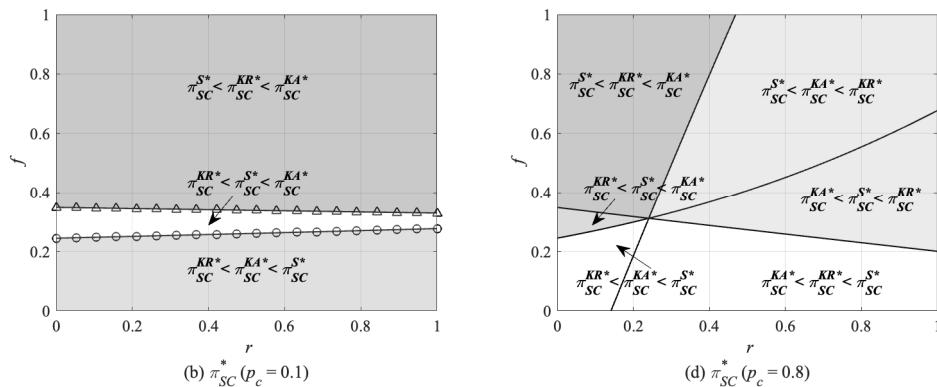 1
0.8
0.6
0.4
0.2
0
f
π_SC^{S*} < π_SC^{KR*} < π_SC^{KA*}
π_SC^{KR*} < π_SC^{S*} < π_SC^{KA*}
π_SC^{KR*} < π_SC^{KA*} < π_SC^{S*}
0 0.2 0.4 0.6 0.8 1
r
(b) π_SC^* (p_c = 0.1)
1
0.8
0.6
0.4
0.2
0
f
π_SC^{S*} < π_SC^{KR*} < π_SC^{KA*}
π_SC^{S*} < π_SC^{KA*} < π_SC^{KR*}
π_SC^{KR*} < π_SC^{S*} < π_SC^{KA*}
π_SC^{KA*} < π_SC^{S*} < π_SC^{KR*}
π_SC^{KR*} < π_SC^{KA*} < π_SC^{S*}
π_SC^{KA*} < π_SC^{KR*} < π_SC^{S*}
0 0.2 0.4 0.6 0.8 1
r
(d) π_SC^* (p_c = 0.8)